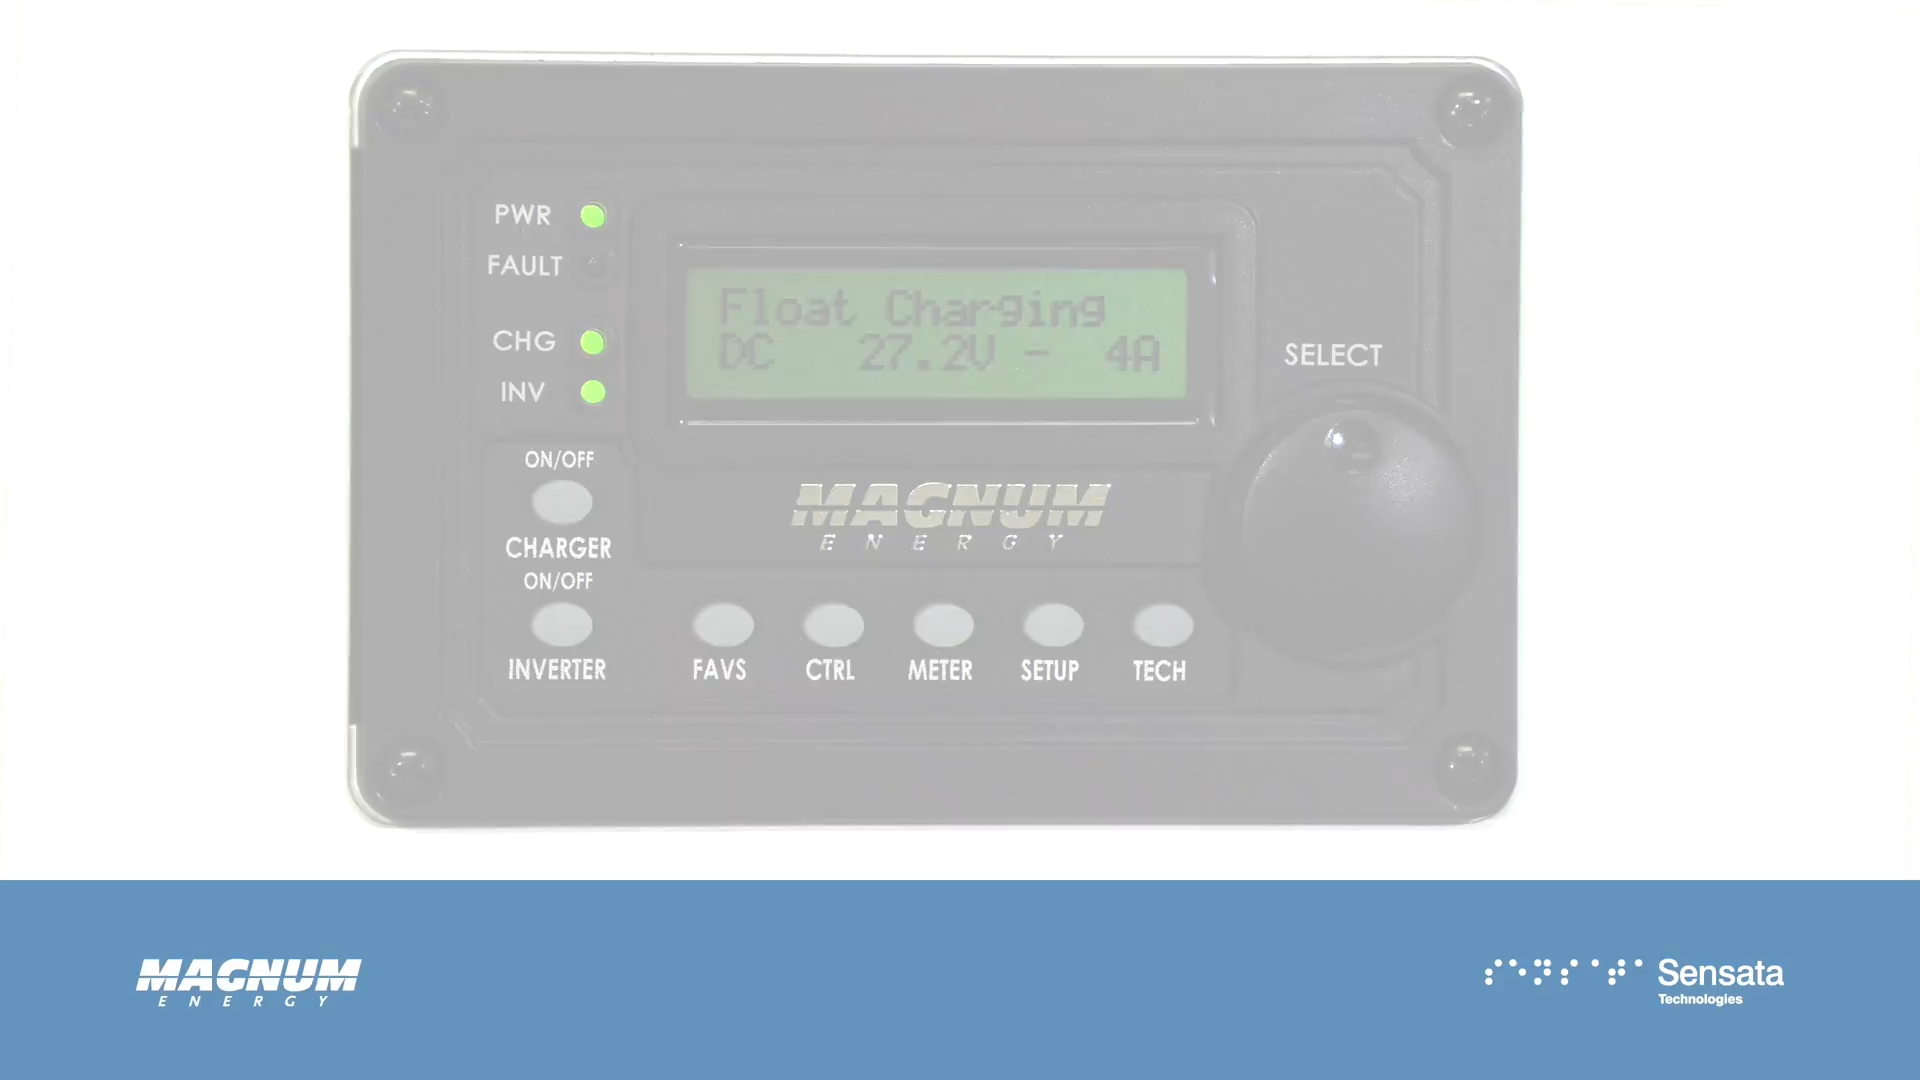 PWR
FAULT
CHG
INV
Float Charging
DC 27.2V - 4A
SELECT
ON/OFF
CHARGER
ON/OFF
INVERTER
MAGNUM
ENERGY
FAVS
CTRL
METER
SETUP
TECH
MAGNUM
ENERGY
Sensata
Technologies